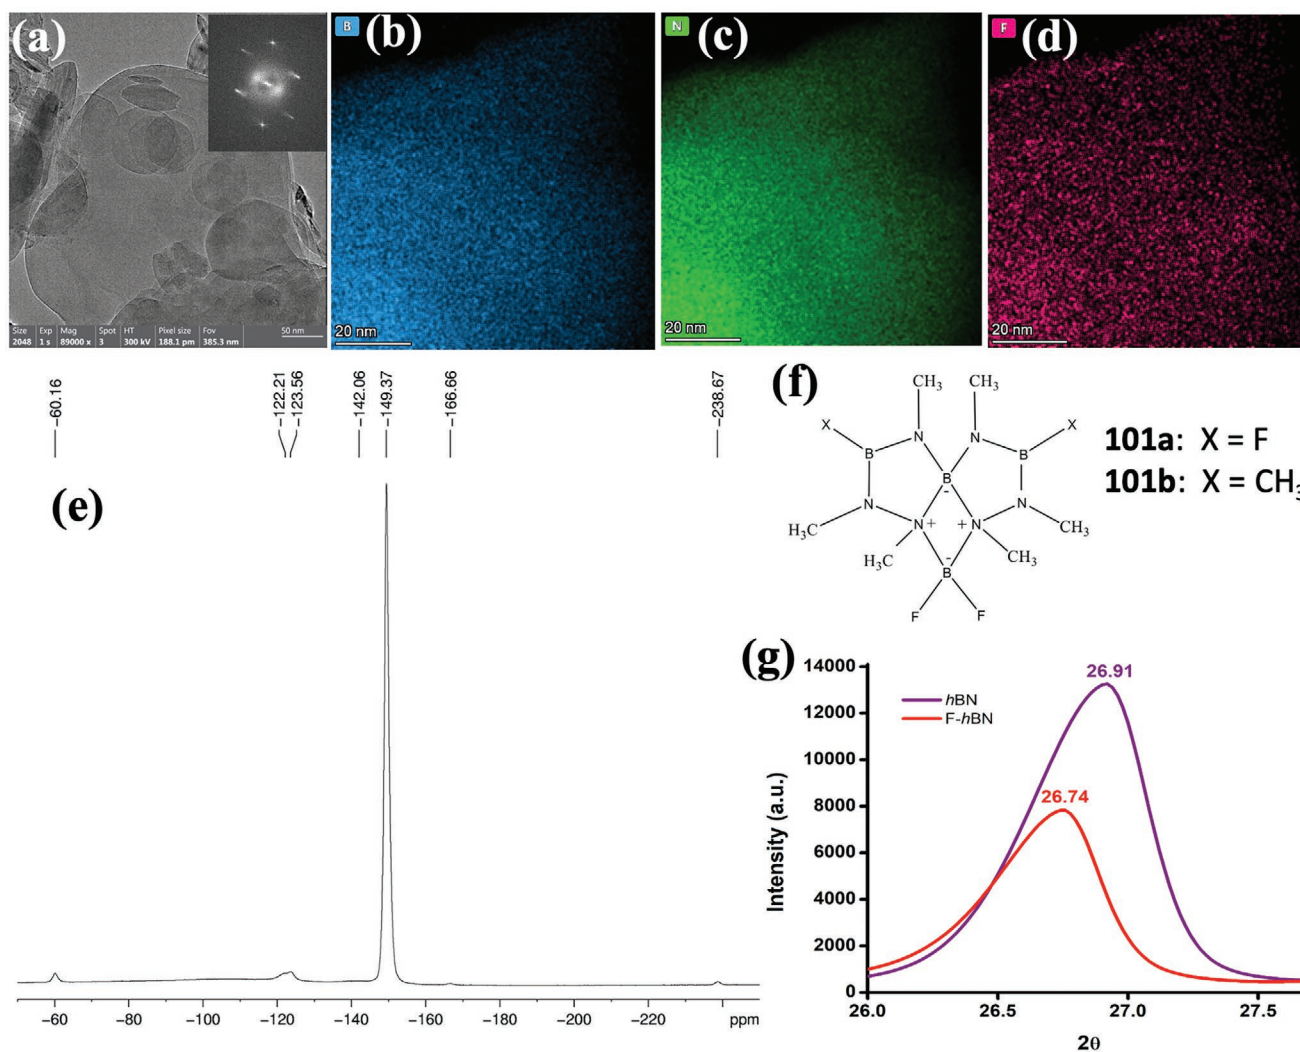 (a)
Size Exp Mag Spot HT Pixel size Fov
2048 1 s 89000 x 3 300 kV 188.1 pm 385.3 nm
50 nm
B
(b)
20 nm
N
(c)
20 nm
F
(d)
20 nm
−60.16
−122.21
−123.56
−142.06
−149.37
−166.66
−238.67
(e)
−60 −80 −100 −120 −140 −160 −180 −200 −220 ppm
(f)
CH3 CH3
X N N X
B B
B
-
N N
N + + N
H3C CH3
H3C CH3
-
B
F F
101a: X = F
101b: X = CH3
(g)
14000
12000
10000
8000
6000
4000
2000
0
Intensity (a.u.)
hBN
F-hBN
26.91
26.74
26.0 26.5 27.0 27.5
2θ